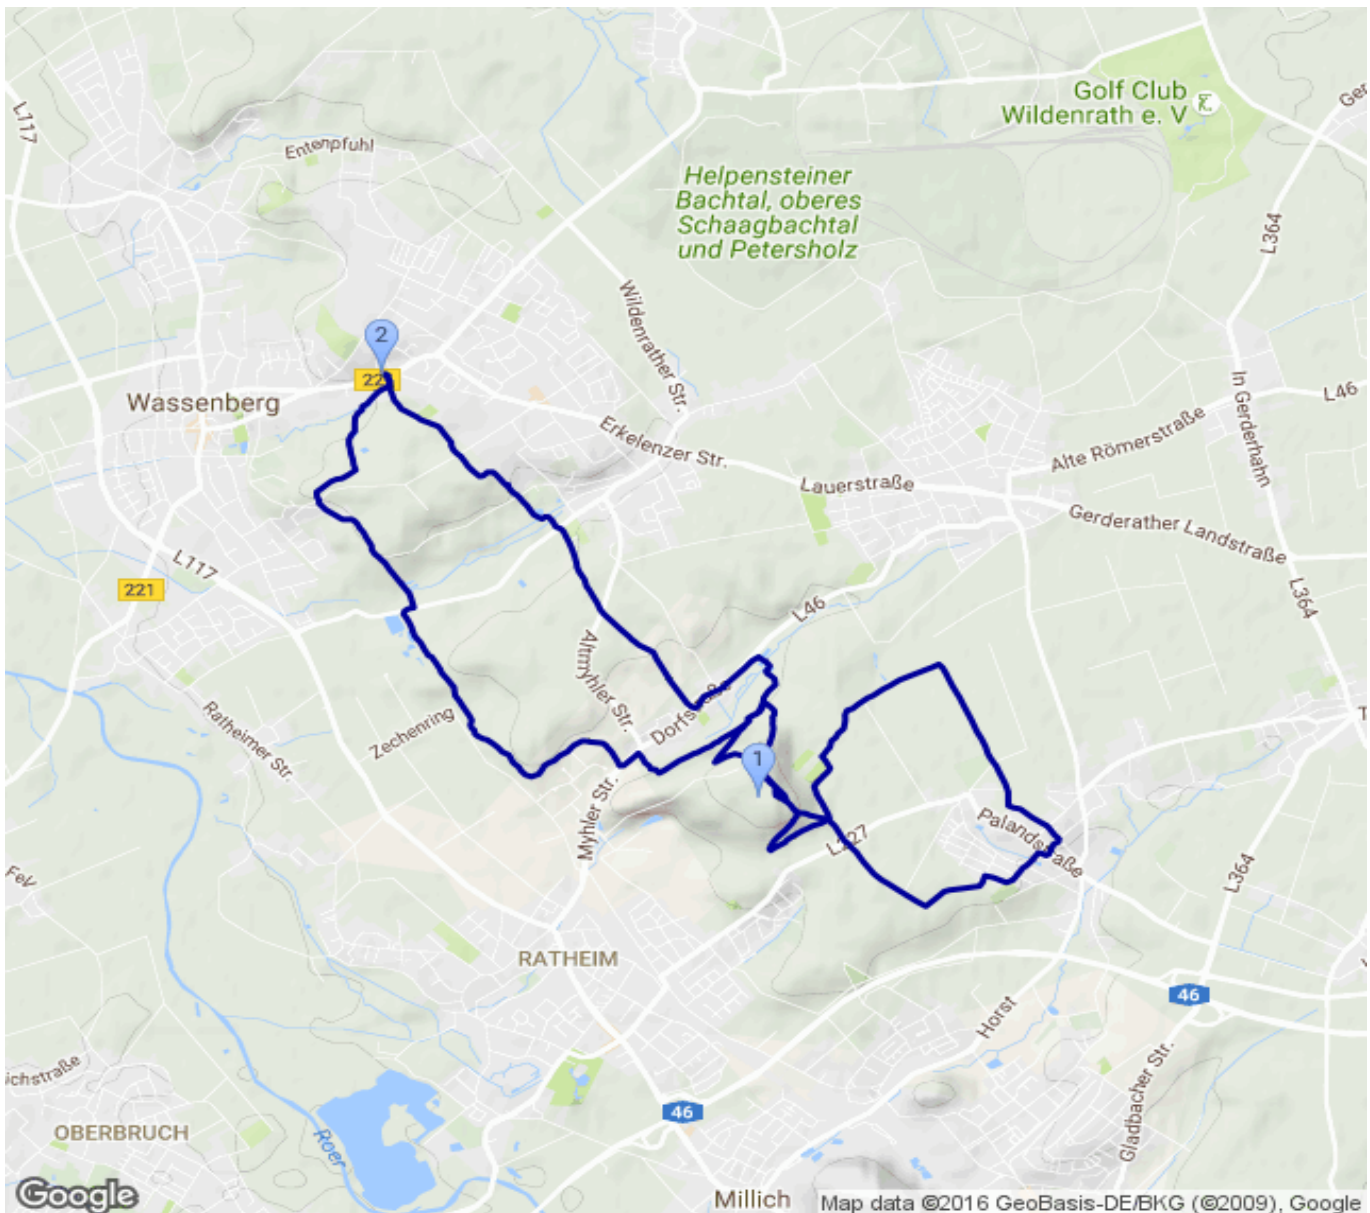 Golf Club
Wildenrath e. V
L117
Entenpfuhl
Helpensteiner
Bachtal, oberes
Schaagbachtal
und Petersholz
L364
Wildenrather Str.
2
Wassenberg
In Gerderhahn
L46
Erkelenzer Str.
Alte Römerstraße
Lauerstraße
Gerderather Landstraße
L117
221
L46
L364
Altmyhler Str.
Ratheimer Str.
Zechenring
1
Myhler Str.
L227
Palandstraße
L364
RATHEIM
46
Horst
Gladbacher Str.
46
OBERBRUCH
Roer
Millich
Google
Map data ©2016 GeoBasis-DE/BKG (©2009), Google